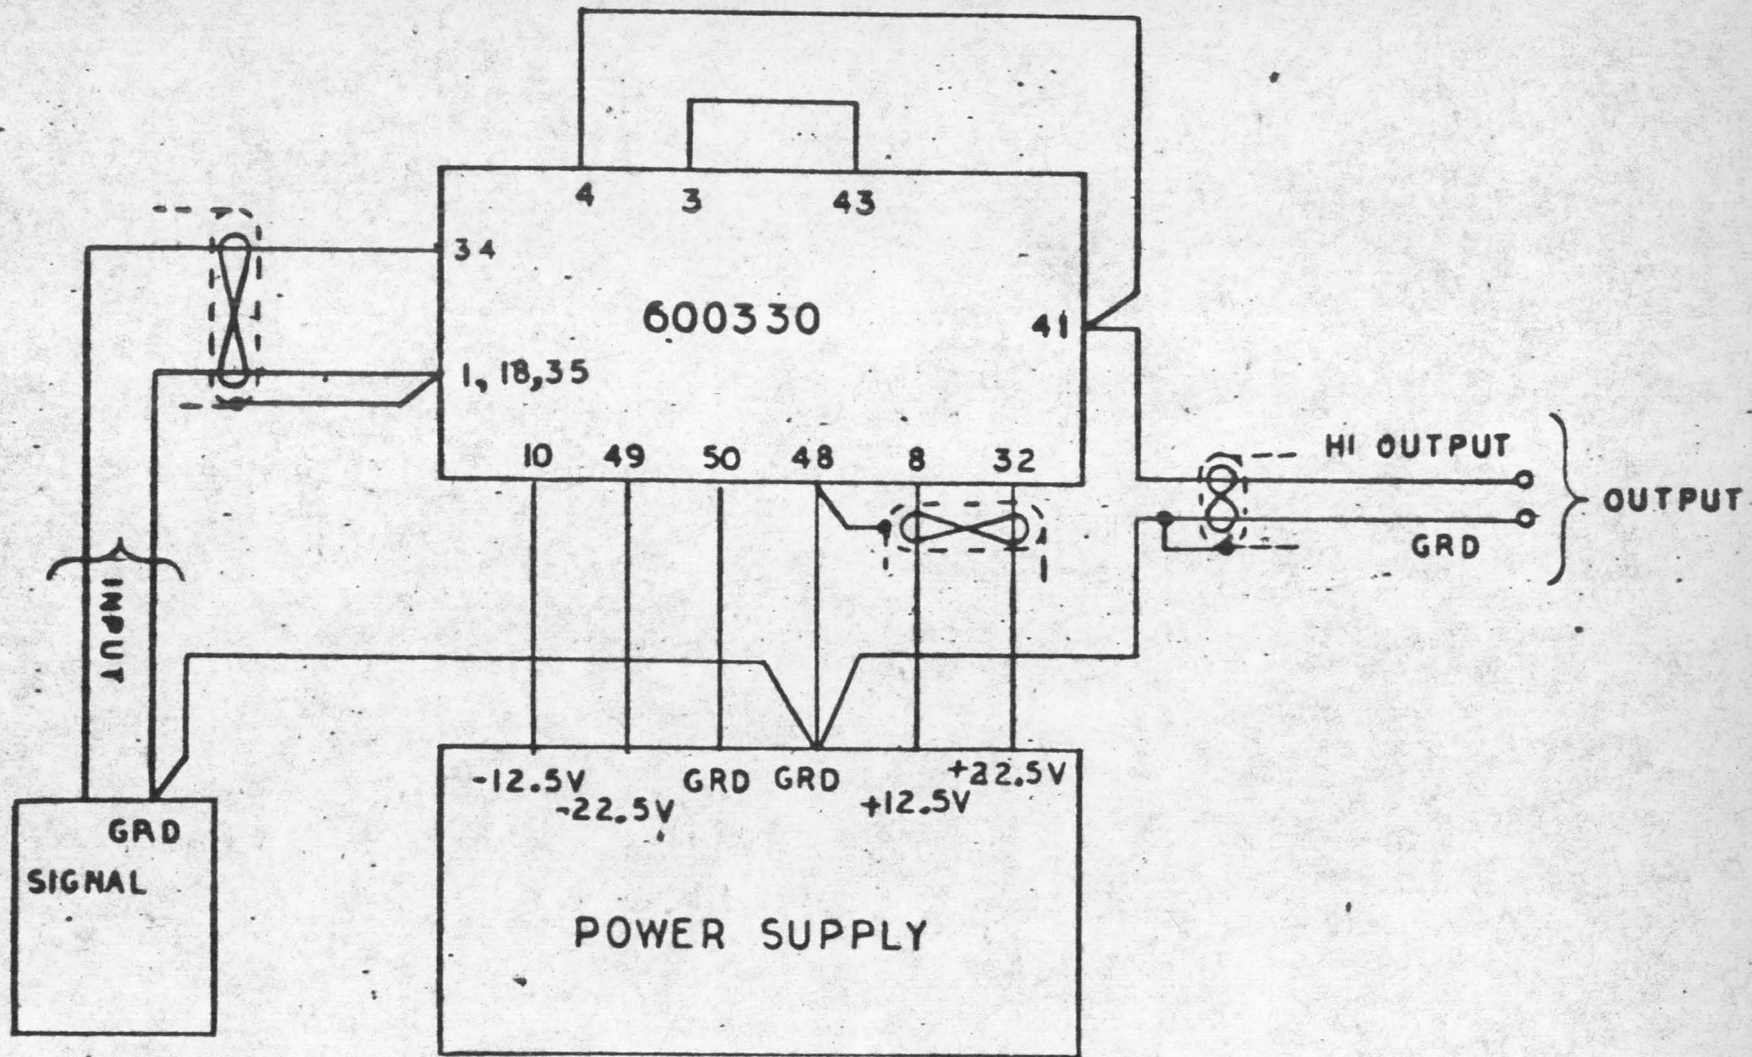 4 3 43
34
600330
41
1, 18,35
10 49 50 48 8 32
HI OUTPUT
OUTPUT
GRD
INPUT
-12.5V
-22.5V
GRD
GRD
+12.5V
+22.5V
GRD
SIGNAL
POWER SUPPLY